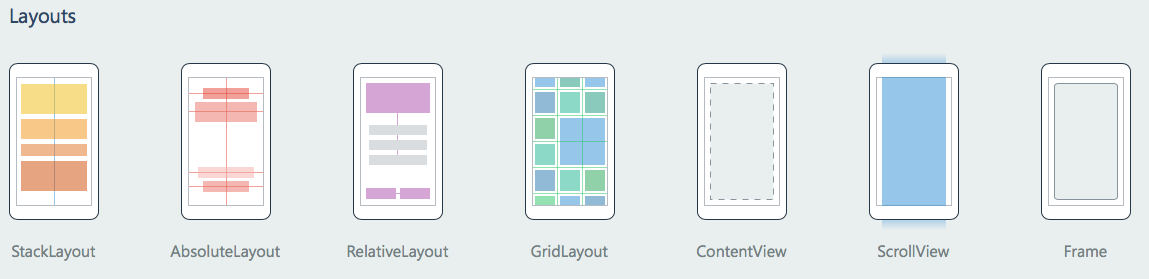 Layouts
StackLayout
AbsoluteLayout
RelativeLayout
GridLayout
ContentView
ScrollView
Frame